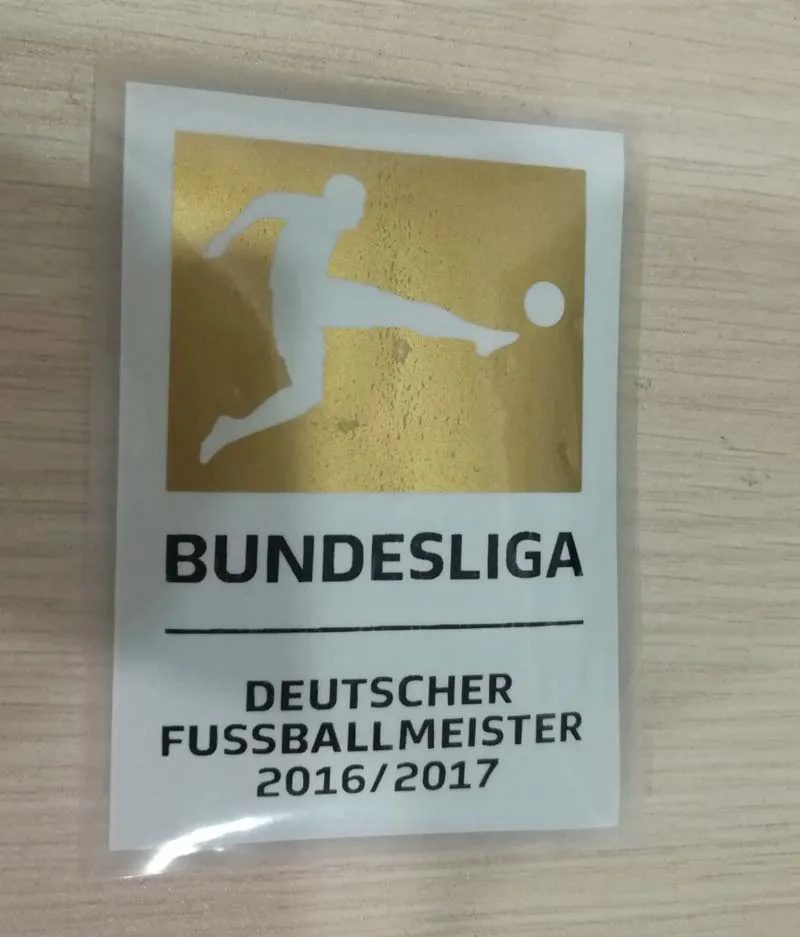 BUNDESLIGA
DEUTSCHER
FUSSBALLMEISTER
2016/2017